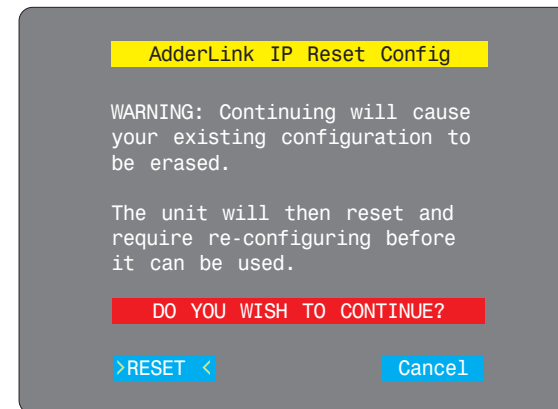 AdderLink IP Reset Config
WARNING: Continuing will cause
your existing configuration to
be erased.
The unit will then reset and
require re-configuring before
it can be used.
DO YOU WISH TO CONTINUE?
>RESET < Cancel